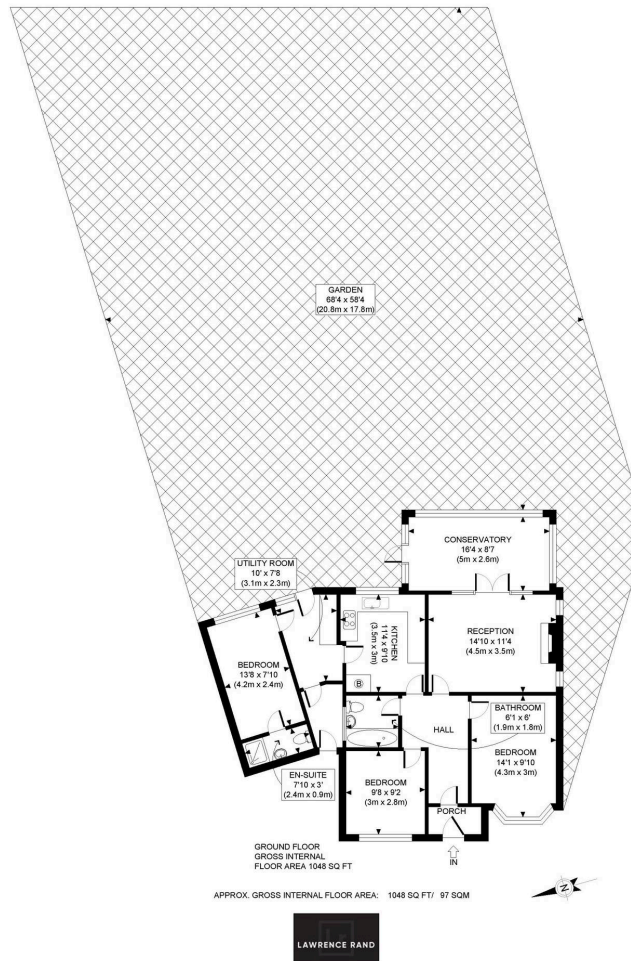 GARDEN
68'4 x 58'4
(20.8m x 17.8m)
CONSERVATORY
16'4 x 8'7
(5m x 2.6m)
UTILITY ROOM
10' x 7'8
(3.1m x 2.3m)
KITCHEN
11'4 x 9'10
(3.5m x 3m)
RECEPTION
14'10 x 11'4
(4.5m x 3.5m)
BEDROOM
13'8 x 7'10
(4.2m x 2.4m)
B
BATHROOM
6'1 x 6'
(1.9m x 1.8m)
HALL
BEDROOM
14'1 x 9'10
(4.3m x 3m)
EN-SUITE
7'10 x 3'
(2.4m x 0.9m)
BEDROOM
9'8 x 9'2
(3m x 2.8m)
PORCH
IN
GROUND FLOOR
GROSS INTERNAL
FLOOR AREA 1048 SQ FT
APPROX. GROSS INTERNAL FLOOR AREA: 1048 SQ FT/ 97 SQM
N
LAWRENCE RAND